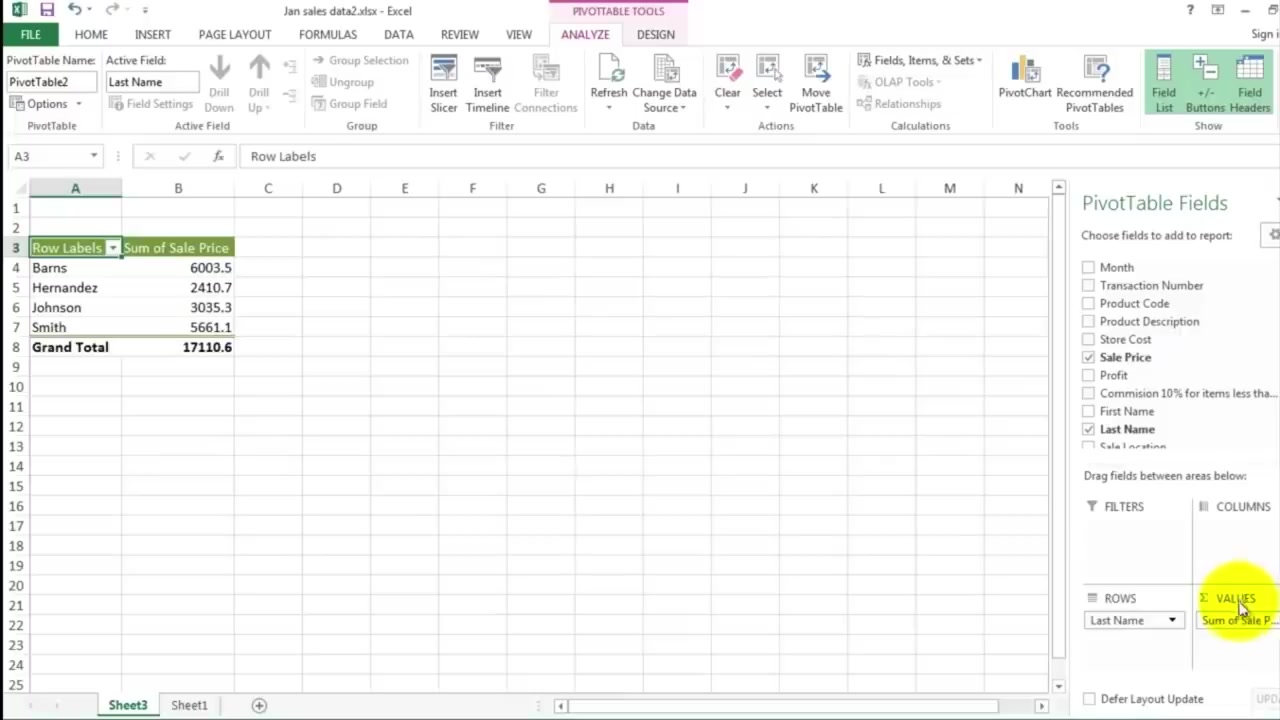 Jan sales data2.xlsx - Excel
PIVOTTABLE TOOLS
?
FILE HOME INSERT PAGE LAYOUT FORMULAS DATA REVIEW VIEW ANALYZE DESIGN Sign i
PivotTable Name:
PivotTable2
Options
PivotTable
Active Field:
Last Name
Field Settings
Drill Down
Drill Up
Active Field
Group Selection
Ungroup
Group Field
Group
Insert Slicer
Insert Timeline
Filter Connections
Filter
Refresh
Change Data Source
Data
Clear
Select
Move PivotTable
Actions
Fields, Items, & Sets
OLAP Tools
Relationships
Calculations
PivotChart
Recommended PivotTables
Tools
Field List
+/- Buttons
Field Headers
Show
A3 fx Row Labels
A B C D E F G H I J K L M N
1
2
3 Row Labels Sum of Sale Price
4 Barns 6003.5
5 Hernandez 2410.7
6 Johnson 3035.3
7 Smith 5661.1
8 Grand Total 17110.6
9
10
11
12
13
14
15
16
17
18
19
20
21
22
23
24
25
PivotTable Fields
Choose fields to add to report:
Month
Transaction Number
Product Code
Product Description
Store Cost
Sale Price
Profit
Commision 10% for items less tha...
First Name
Last Name
Sale Location
Drag fields between areas below:
FILTERS COLUMNS
ROWS Σ VALUES
Last Name Sum of Sale P...
Defer Layout Update UPD
Sheet3 Sheet1